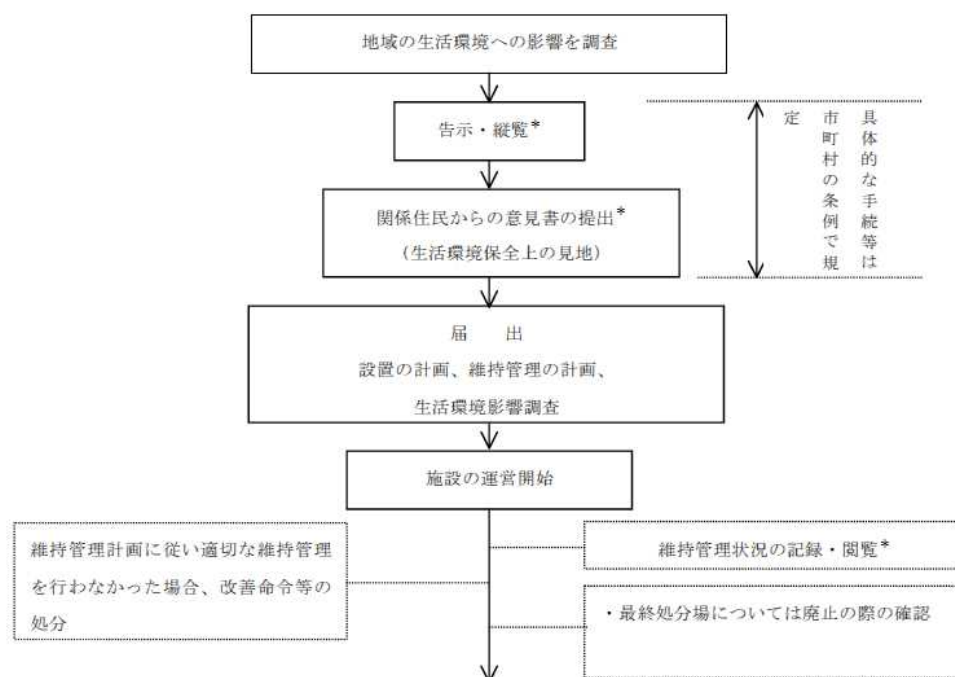 地域の生活環境への影響を調査
告示・縦覧*
具体的な手続等は
市町村の条例で規
定
関係住民からの意見書の提出*
(生活環境保全上の見地)
届　出
設置の計画、維持管理の計画、
生活環境影響調査
施設の運営開始
維持管理計画に従い適切な維持管理
を行わなかった場合、改善命令等の
処分
維持管理状況の記録・閲覧*
・最終処分場については廃止の際の確認